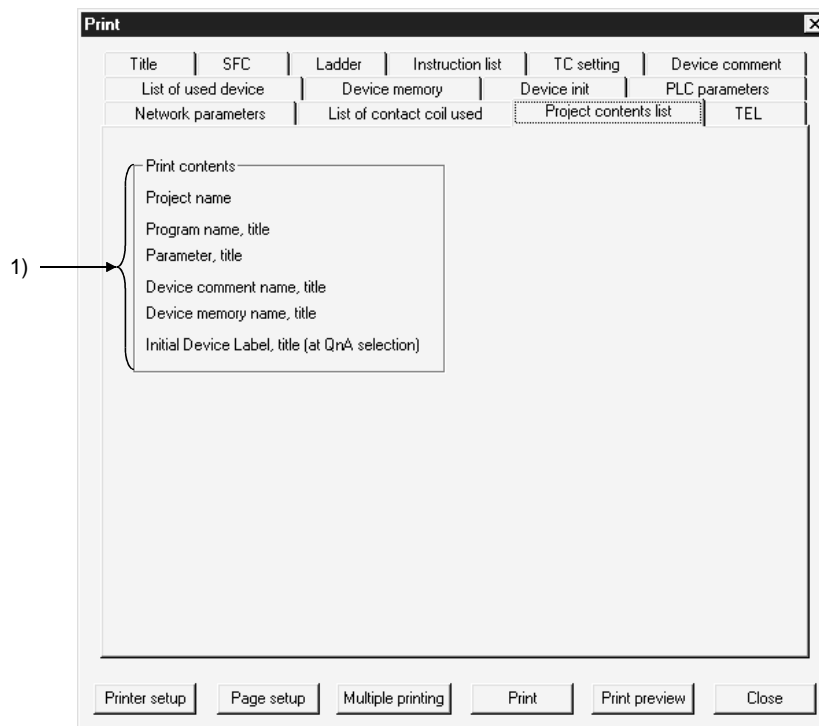 Print
Title SFC Ladder Instruction list TC setting Device comment
List of used device Device memory Device init PLC parameters
Network parameters List of contact coil used Project contents list TEL
Print contents
Project name
Program name, title
Parameter, title
1)
Device comment name, title
Device memory name, title
Initial Device Label, title (at QnA selection)
Printer setup Page setup Multiple printing Print Print preview Close